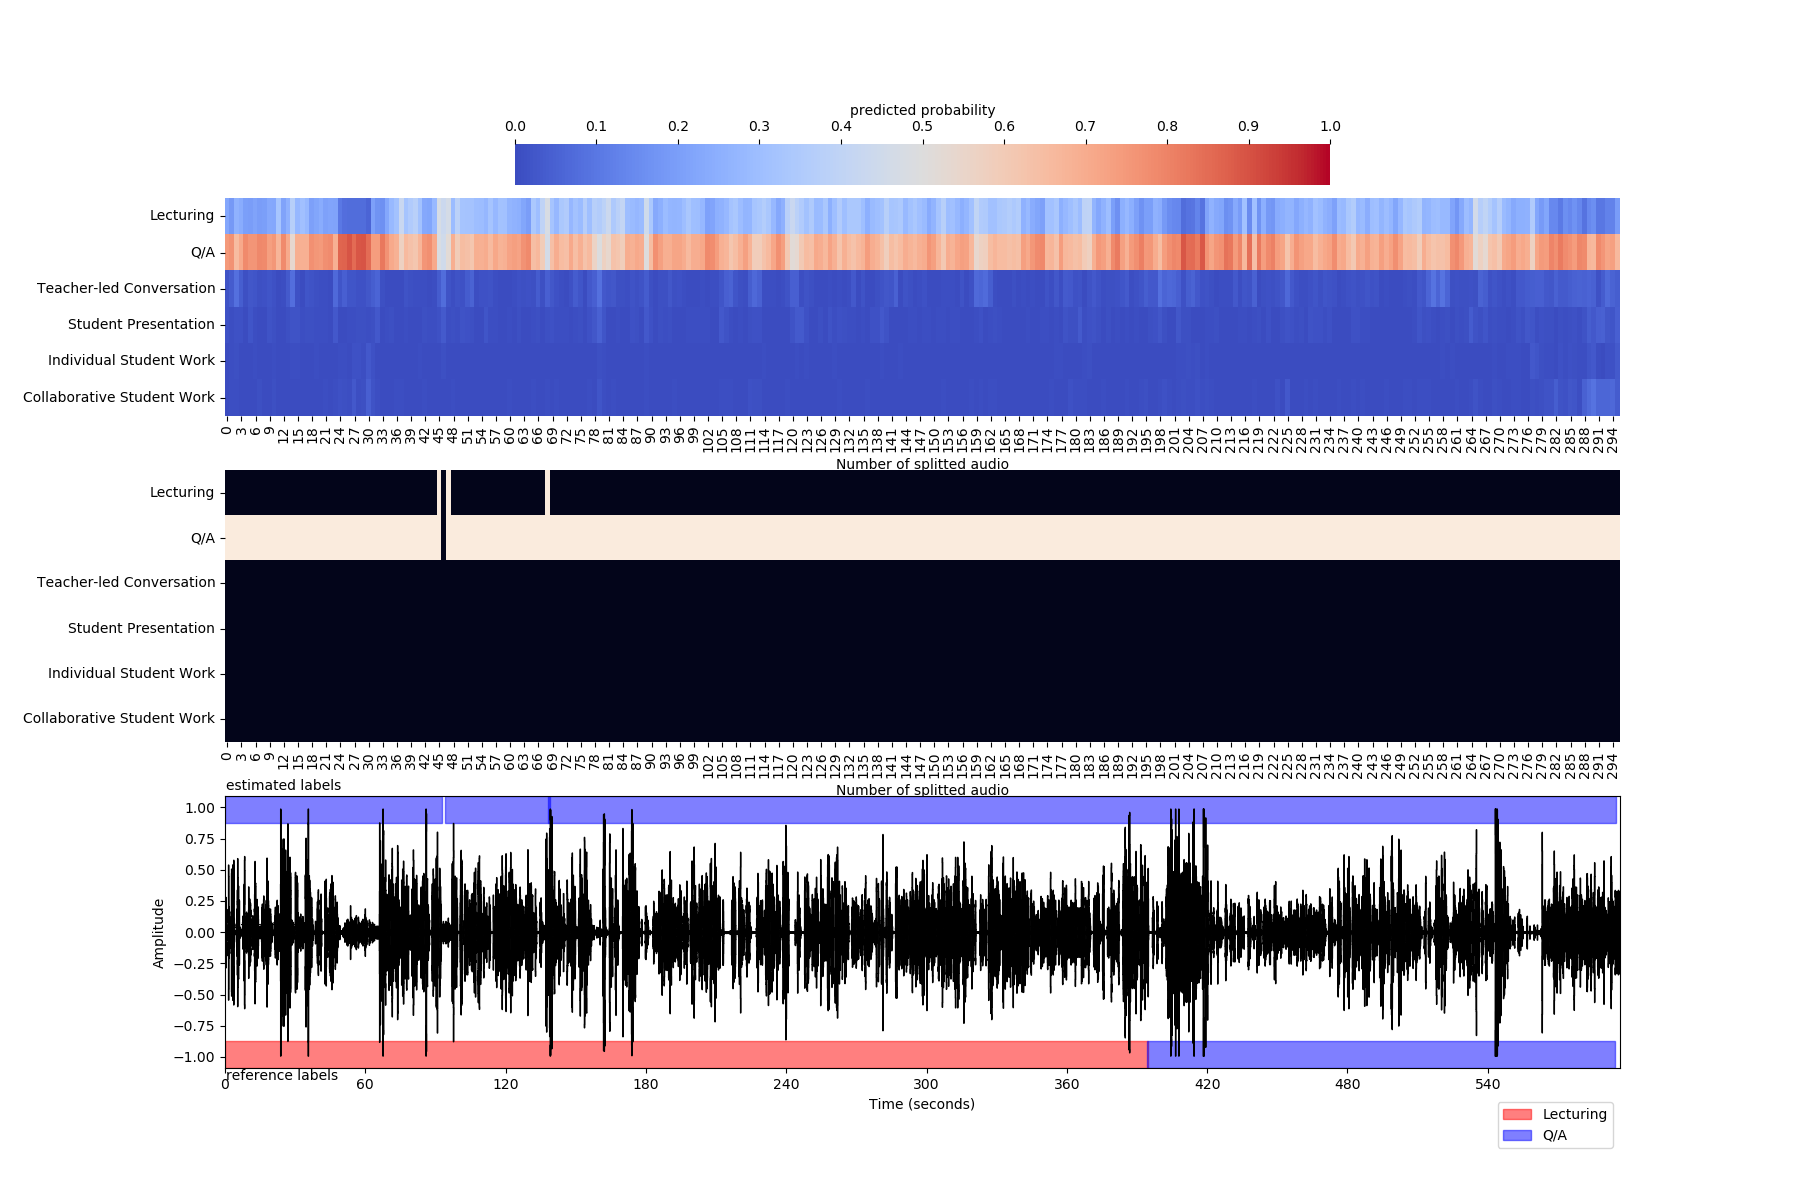 predicted probability
0.0 0.1 0.2 0.3 0.4 0.5 0.6 0.7 0.8 0.9 1.0
Lecturing
Q/A
Teacher-led Conversation
Student Presentation
Individual Student Work
Collaborative Student Work
0 3 6 9 12 15 18 21 24 27 30 33 36 39 42 45 48 51 54 57 60 63 66 69 72 75 78 81 84 87 90 93 96 99 102 105 108 111 114 117 120 123 126 129 132 135 138 141 144 147 150 153 156 159 162 165 168 171 174 177 180 183 186 189 192 195 198 201 204 207 210 213 216 219 222 225 228 231 234 237 240 243 246 249 252 255 258 261 264 267 270 273 276 279 282 285 288 291 294
Number of splitted audio
Lecturing
Q/A
Teacher-led Conversation
Student Presentation
Individual Student Work
Collaborative Student Work
0 3 6 9 12 15 18 21 24 27 30 33 36 39 42 45 48 51 54 57 60 63 66 69 72 75 78 81 84 87 90 93 96 99 102 105 108 111 114 117 120 123 126 129 132 135 138 141 144 147 150 153 156 159 162 165 168 171 174 177 180 183 186 189 192 195 198 201 204 207 210 213 216 219 222 225 228 231 234 237 240 243 246 249 252 255 258 261 264 267 270 273 276 279 282 285 288 291 294
Number of splitted audio
estimated labels
1.00
0.75
0.50
0.25
0.00
−0.25
−0.50
−0.75
−1.00
Amplitude
reference labels
0 60 120 180 240 300 360 420 480 540
Time (seconds)
Lecturing
Q/A